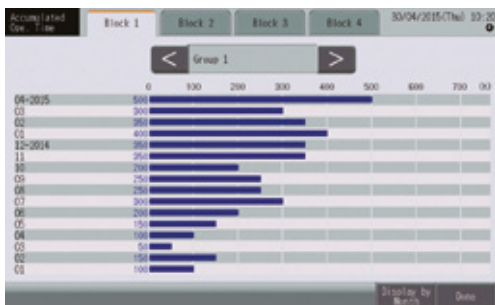 Accumulated
Ope. Time
Block 1
Block 2
Block 3
Block 4
30/04/2015(Thu) 10:20
<
Group 1
>
0 100 200 300 400 500 600 700 (H)
04-2015 500
03 300
02 350
01 400
12-2014 350
11 350
10 200
09 250
08 250
07 300
06 200
05 150
04 100
03 50
02 150
01 100
Display by
Month
Done